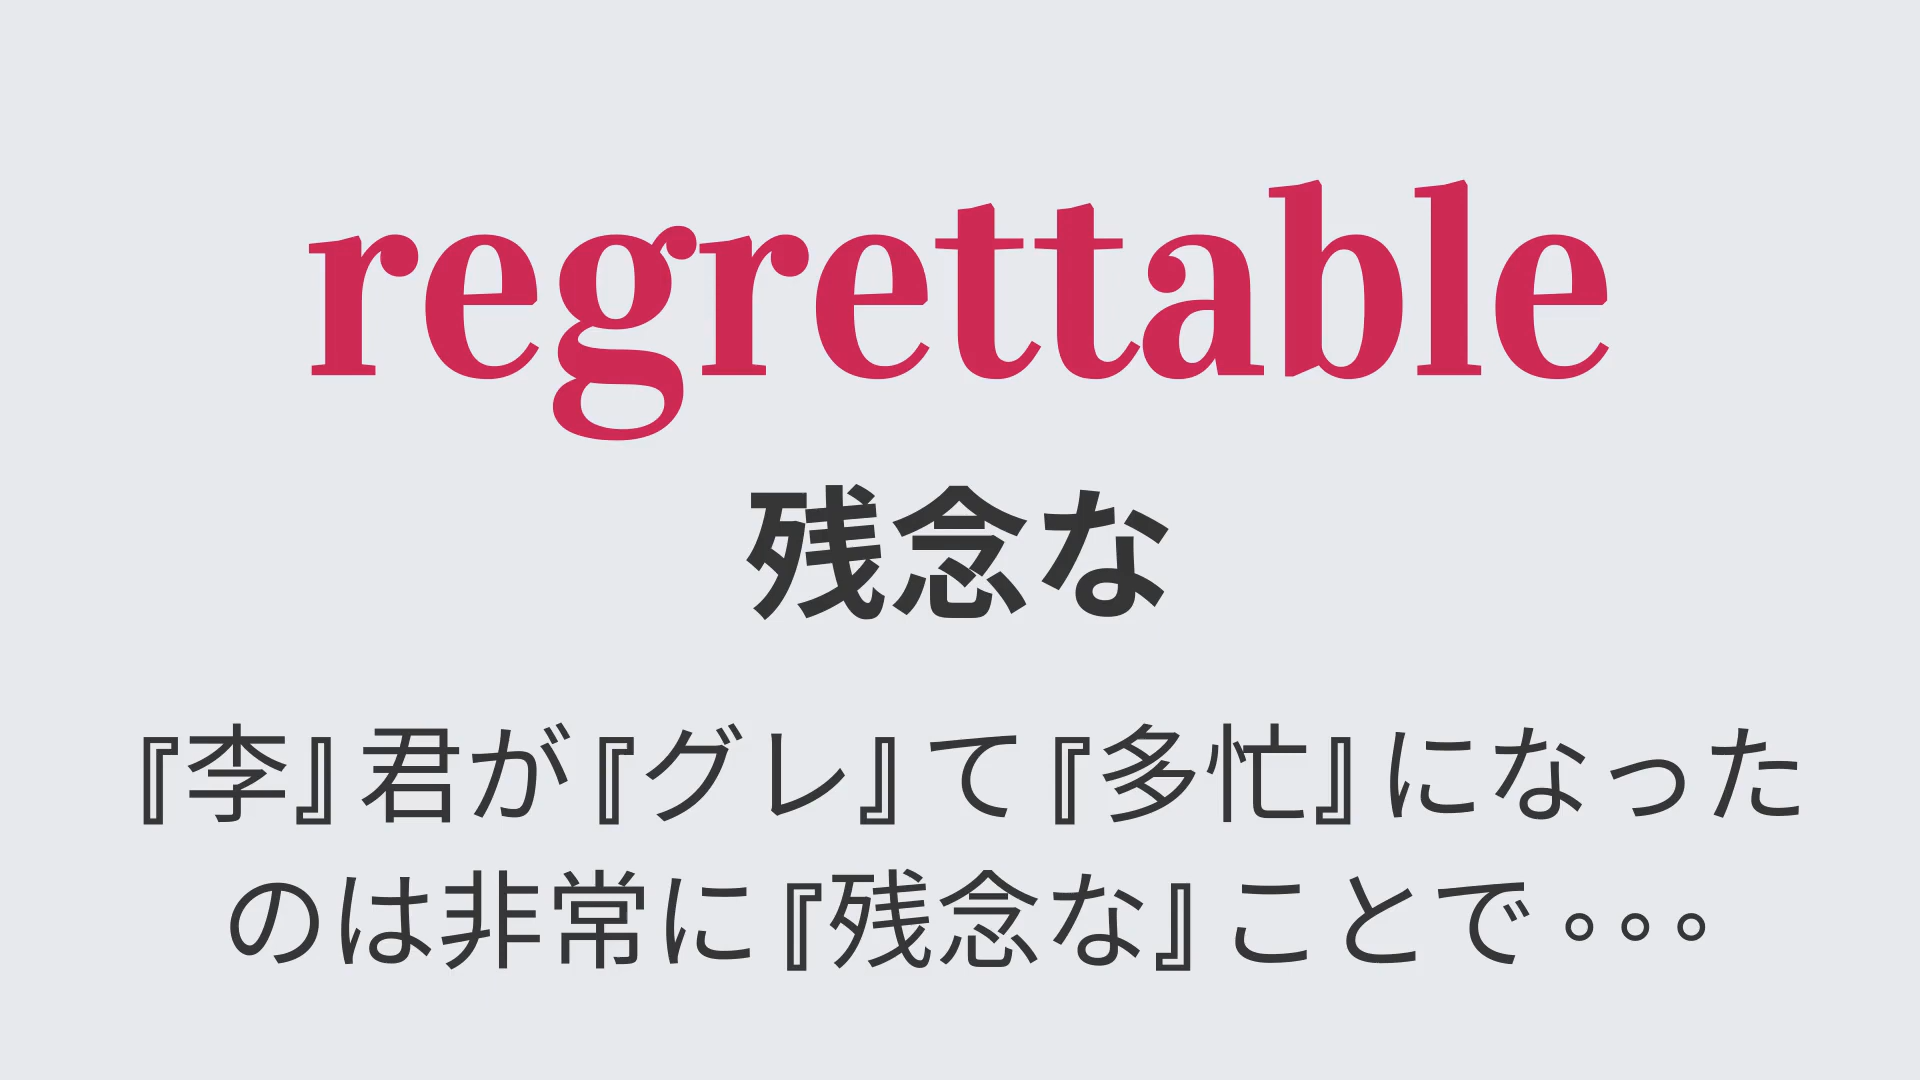 regrettable
残念な
『李』君が『グレ』て『多忙』になった
のは非常に『残念な』ことで。。。